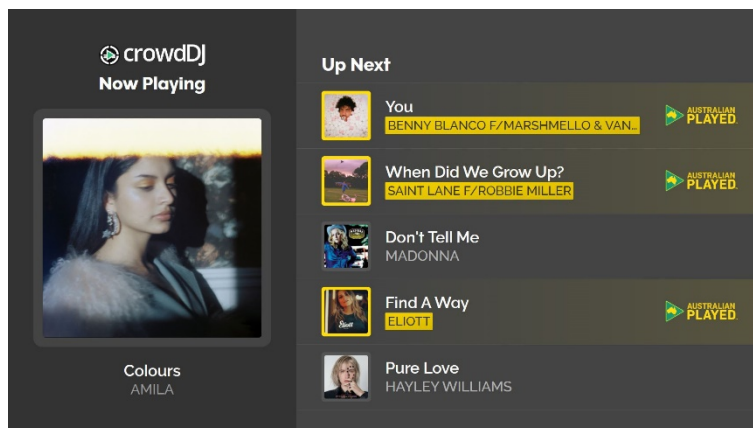 crowdDJ
Now Playing
Colours
AMILA
Up Next
You
BENNY BLANCO F/MARSHMELLO & VAN...
AUSTRALIAN
PLAYED
When Did We Grow Up?
SAINT LANE F/ROBBIE MILLER
AUSTRALIAN
PLAYED
Don't Tell Me
MADONNA
Find A Way
ELIOTT
AUSTRALIAN
PLAYED
Pure Love
HAYLEY WILLIAMS